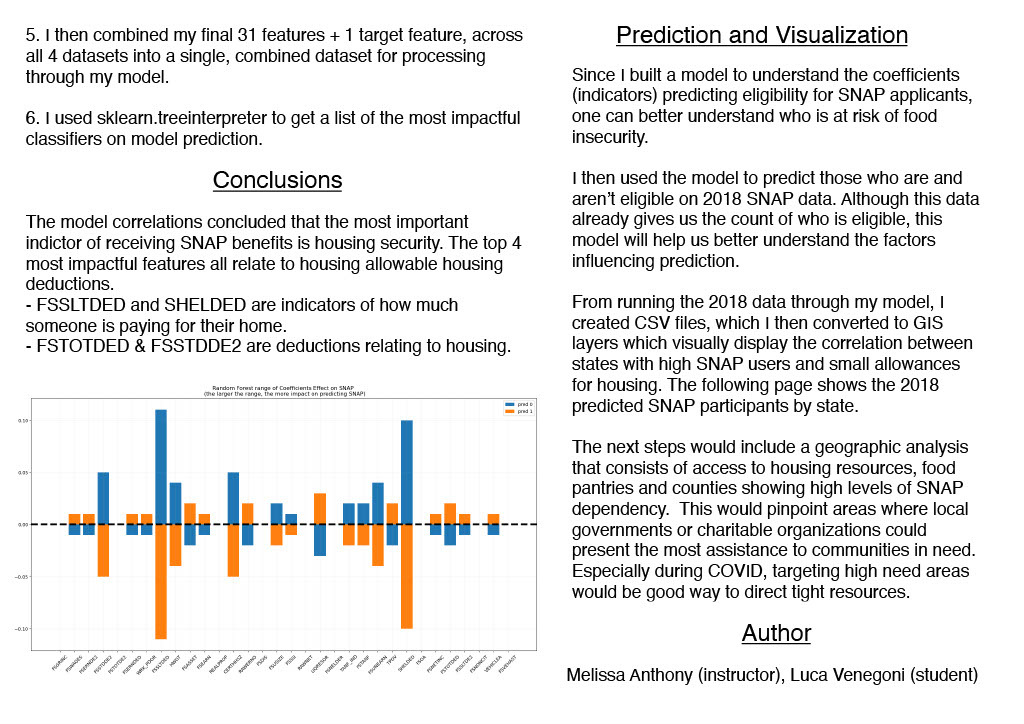 5. I then combined my final 31 features + 1 target feature, across
all 4 datasets into a single, combined dataset for processing
through my model.
6. I used sklearn.treeinterpreter to get a list of the most impactful
classifiers on model prediction.
Conclusions
The model correlations concluded that the most important
indictor of receiving SNAP benefits is housing security. The top 4
most impactful features all relate to housing allowable housing
deductions.
- FSSLTDED and SHELDED are indicators of how much
someone is paying for their home.
- FSTOTDED & FSSTDDE2 are deductions relating to housing.
Random Forest range of Coefficients Effect on SNAP
(the larger the range, the more impact on predicting SNAP)
pred 0
pred 1
0.10
0.05
0.00
−0.05
−0.10
Prediction and Visualization
Since I built a model to understand the coefficients
(indicators) predicting eligibility for SNAP applicants,
one can better understand who is at risk of food
insecurity.
I then used the model to predict those who are and
aren't eligible on 2018 SNAP data. Although this data
already gives us the count of who is eligible, this
model will help us better understand the factors
influencing prediction.
From running the 2018 data through my model, I
created CSV files, which I then converted to GIS
layers which visually display the correlation between
states with high SNAP users and small allowances
for housing. The following page shows the 2018
predicted SNAP participants by state.
The next steps would include a geographic analysis
that consists of access to housing resources, food
pantries and counties showing high levels of SNAP
dependency.  This would pinpoint areas where local
governments or charitable organizations could
present the most assistance to communities in need.
Especially during COVID, targeting high need areas
would be good way to direct tight resources.
Author
Melissa Anthony (instructor), Luca Venegoni (student)